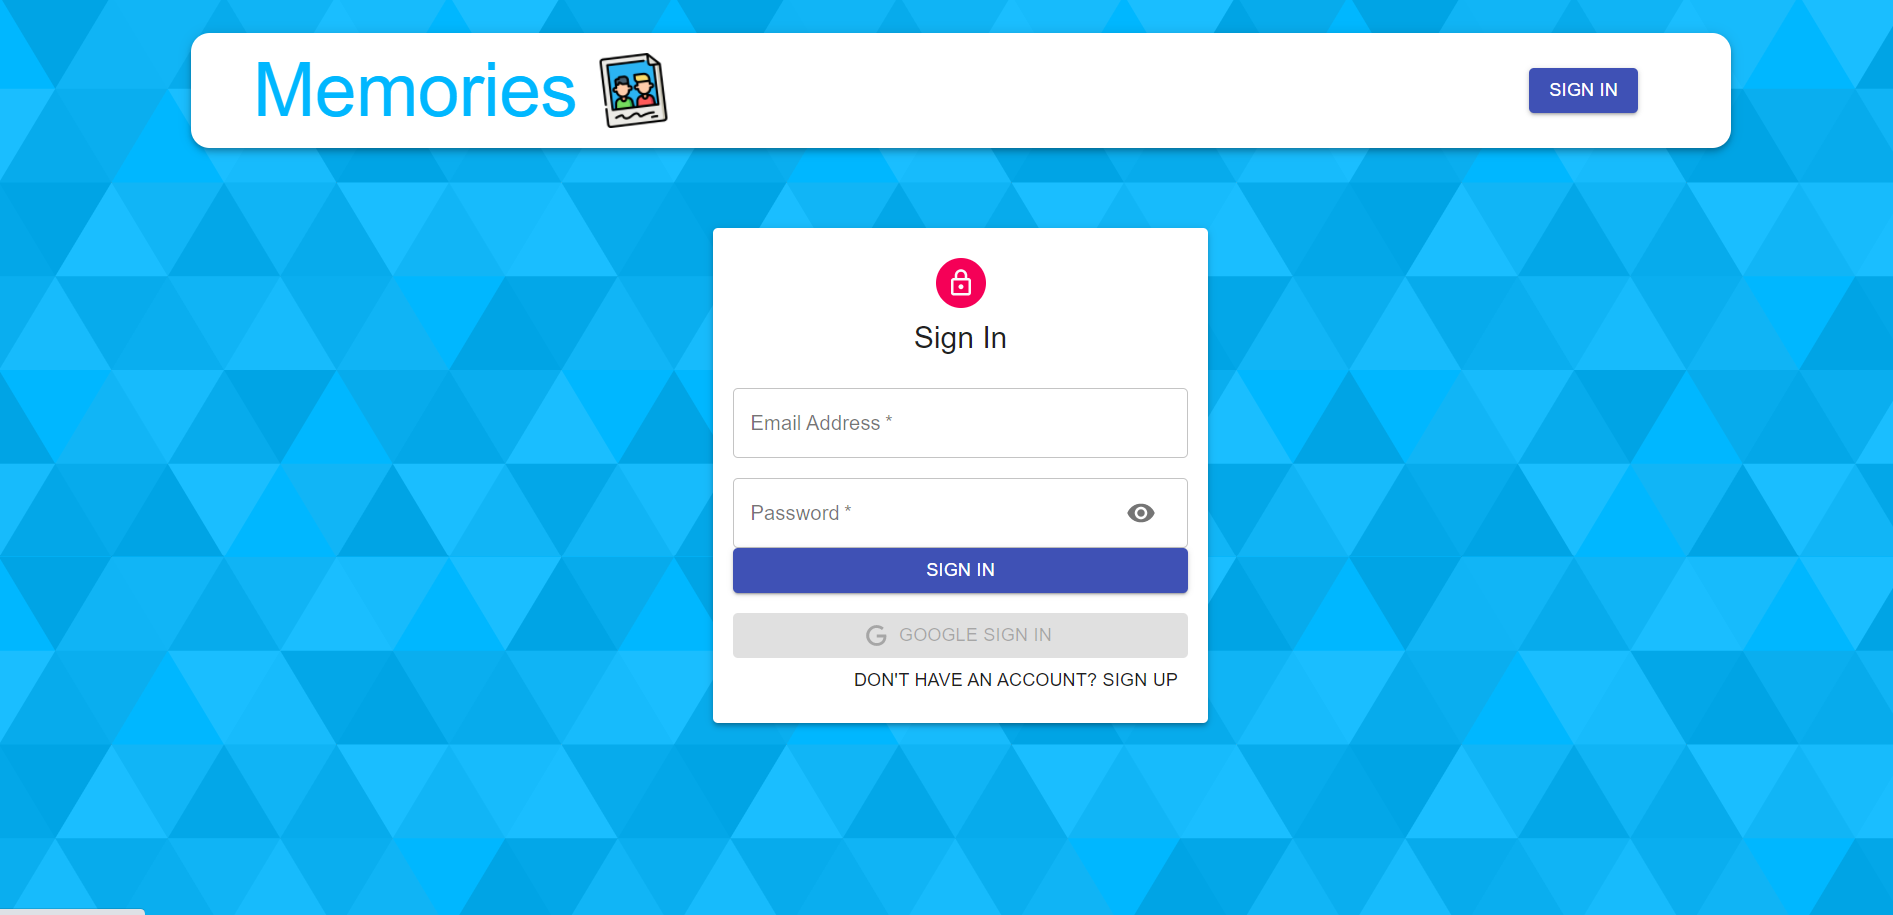 Memories
SIGN IN
Sign In
Email Address *
Password *
SIGN IN
GOOGLE SIGN IN
DON'T HAVE AN ACCOUNT? SIGN UP